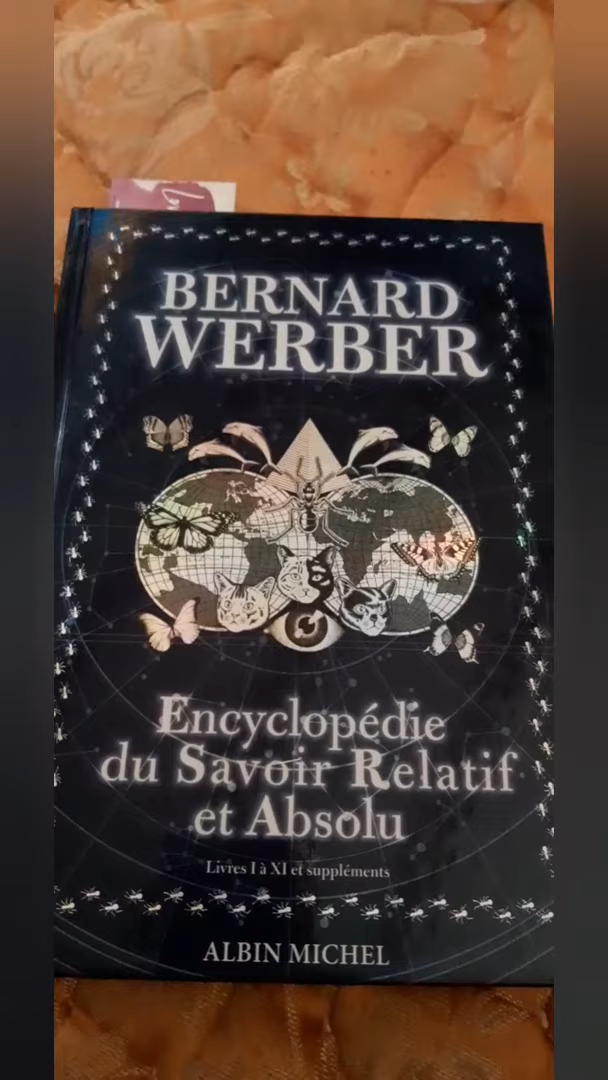 BERNARD
WERBER
Encyclopédie
du Savoir Relatif
et Absolu
Livres I à XI et suppléments
ALBIN MICHEL